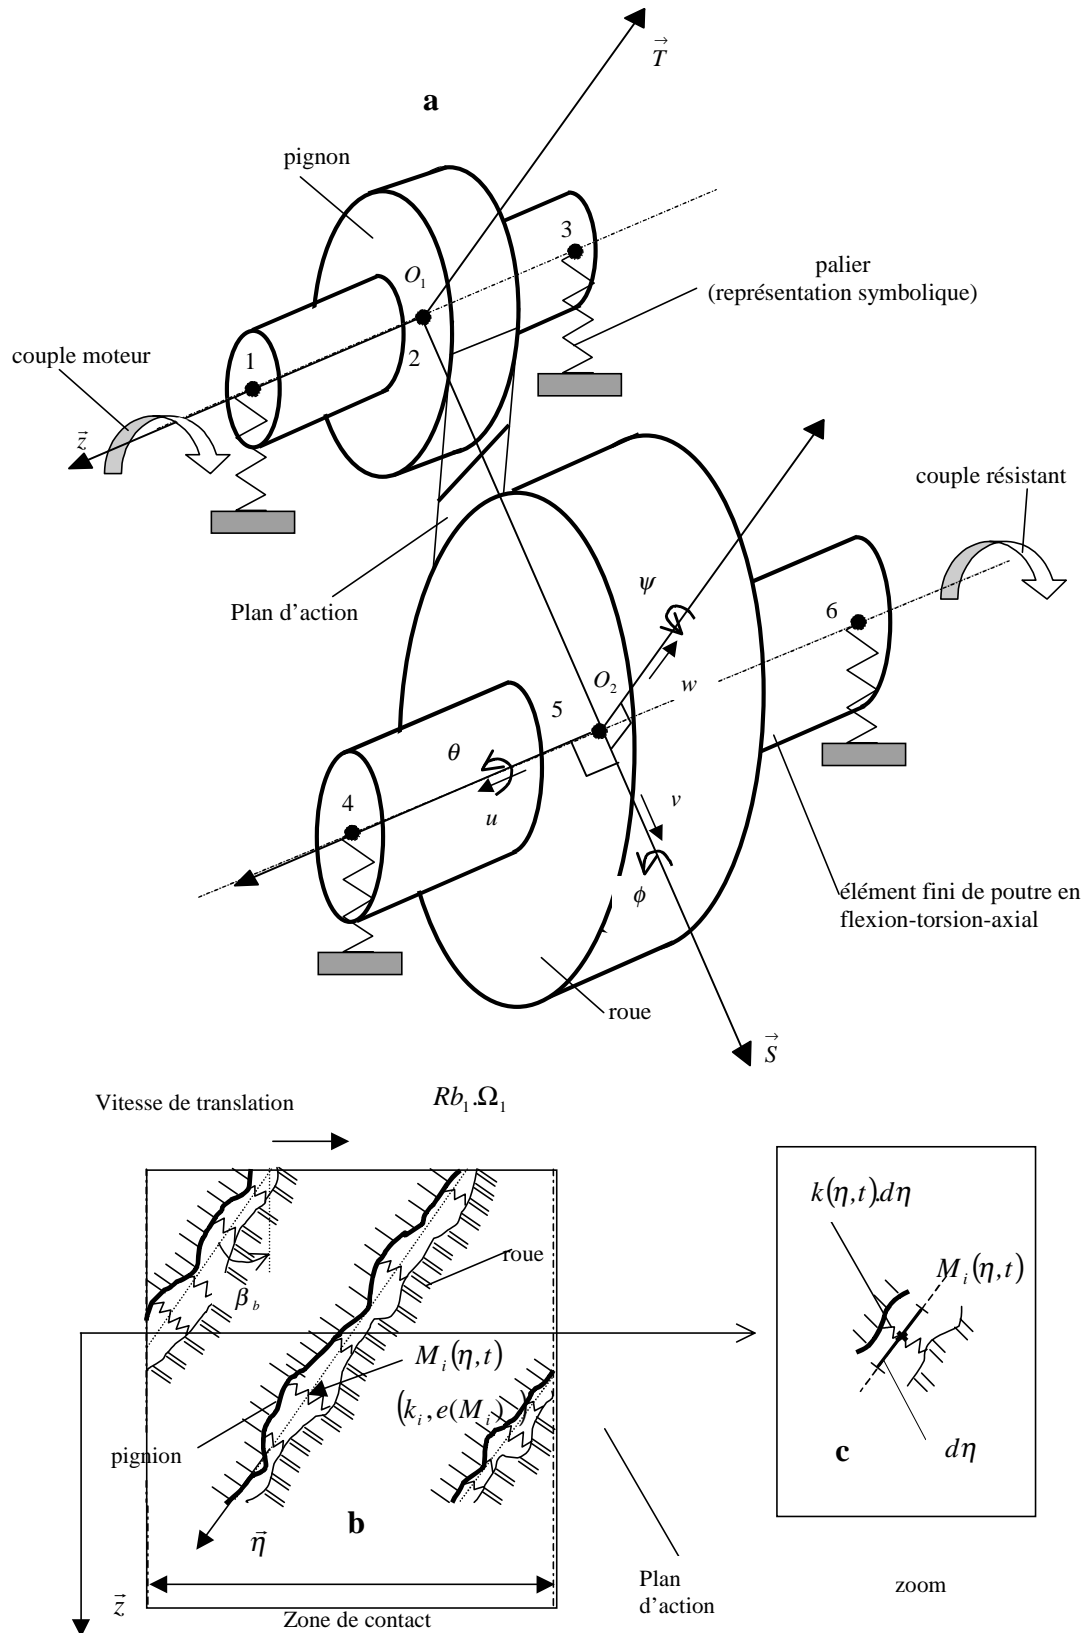 T
a
pignon
3
O1
palier
(représentation symbolique)
couple moteur
1
2
z
couple résistant
ψ
Plan d'action
6
O2
w
5
θ
4
u
v
élément fini de poutre en
flexion-torsion-axial
ϕ
roue
S
Vitesse de translation
Rb1.Ω1
k(η,t).dη
roue
Mi(η,t)
βb
Mi(η,t)
(ki, e(Mi))
pignion
c
dη
b
η
Plan
d'action
zoom
z
Zone de contact